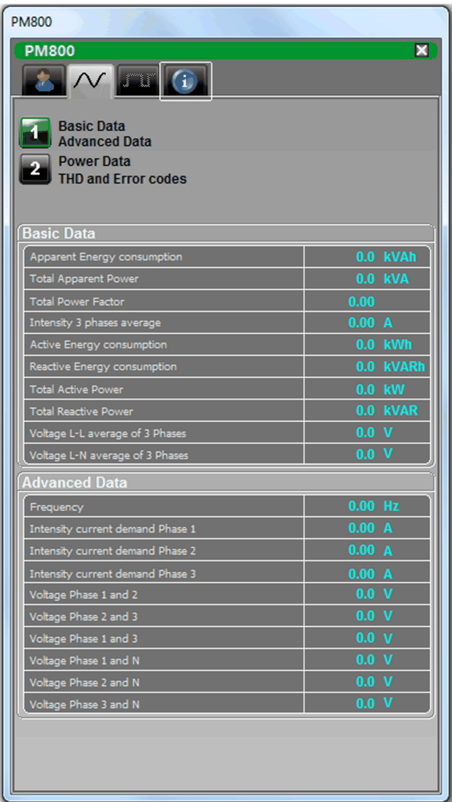 PM800
PM800
i
1 Basic Data
Advanced Data
2 Power Data
THD and Error codes
Basic Data
Apparent Energy consumption 0.0 kVAh
Total Apparent Power 0.0 kVA
Total Power Factor 0.00
Intensity 3 phases average 0.00 A
Active Energy consumption 0.0 kWh
Reactive Energy consumption 0.0 kVARh
Total Active Power 0.0 kW
Total Reactive Power 0.0 kVAR
Voltage L-L average of 3 Phases 0.0 V
Voltage L-N average of 3 Phases 0.0 V
Advanced Data
Frequency 0.00 Hz
Intensity current demand Phase 1 0.00 A
Intensity current demand Phase 2 0.00 A
Intensity current demand Phase 3 0.00 A
Voltage Phase 1 and 2 0.0 V
Voltage Phase 2 and 3 0.0 V
Voltage Phase 1 and 3 0.0 V
Voltage Phase 1 and N 0.0 V
Voltage Phase 2 and N 0.0 V
Voltage Phase 3 and N 0.0 V